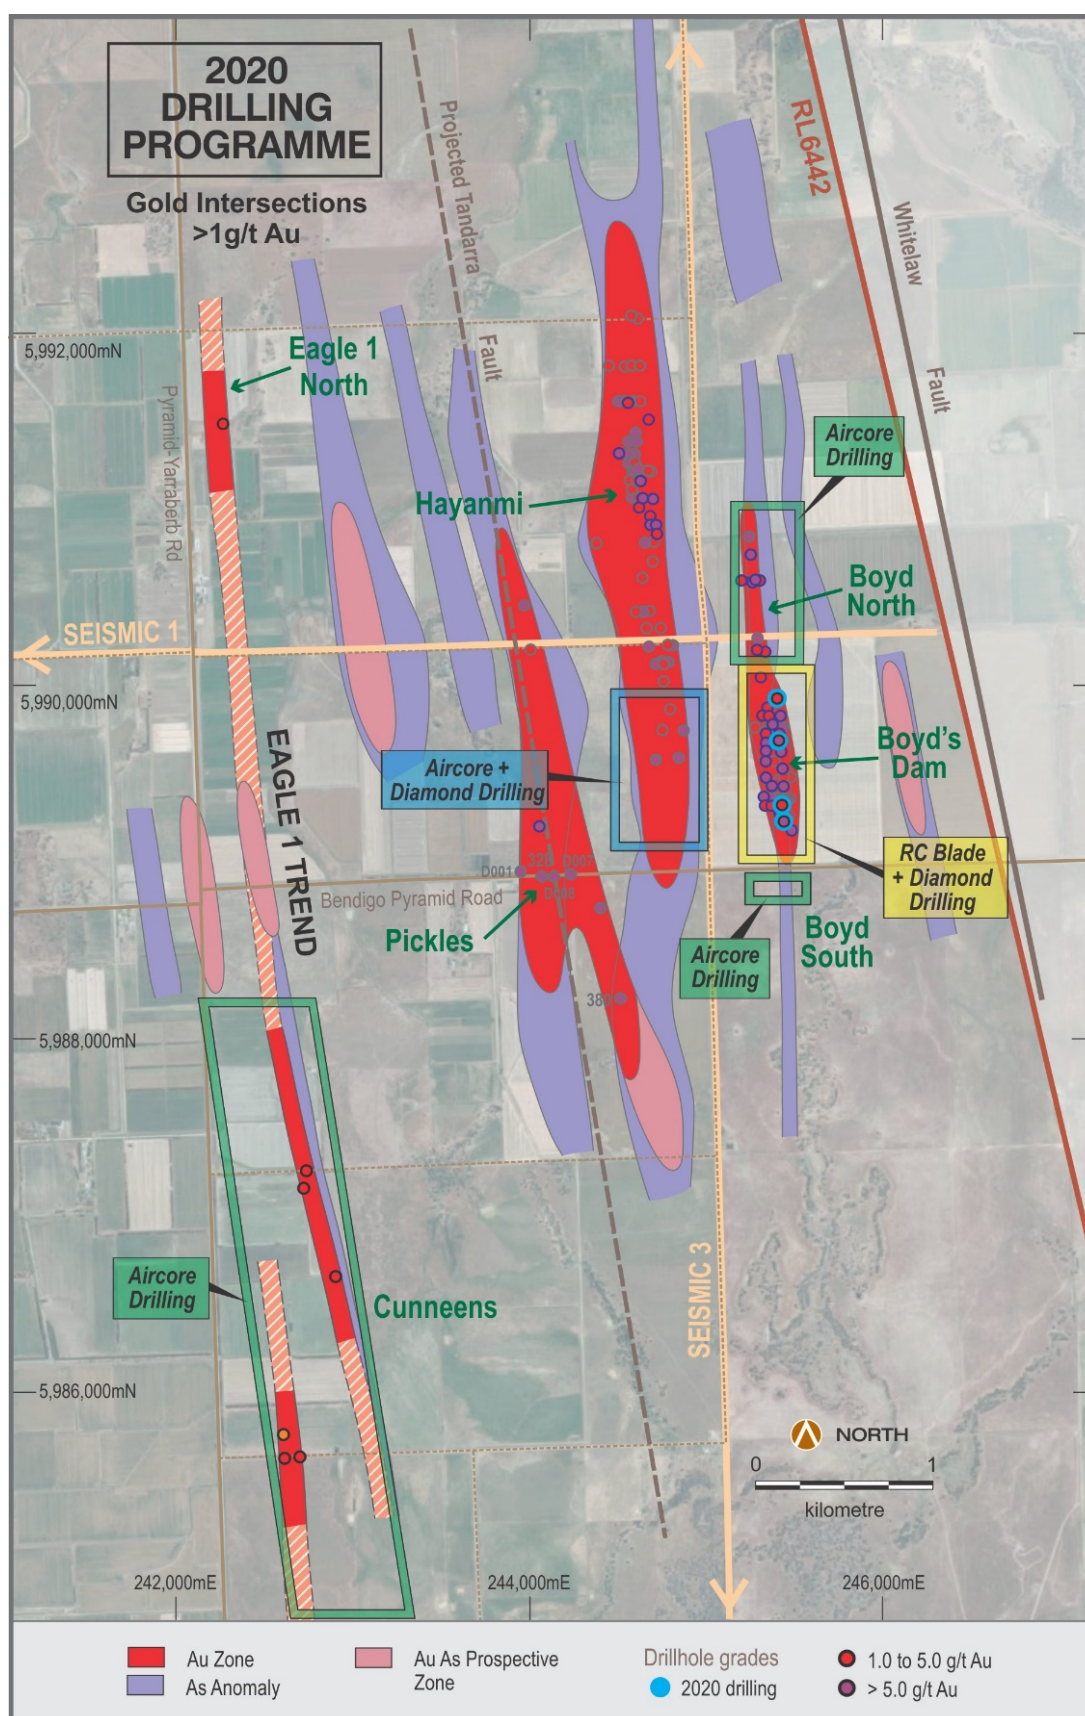 2020
DRILLING
PROGRAMME
Gold Intersections
>1g/t Au
Projected Tandarra
Fault
RL6442
Whitelaw
Fault
5,992,000mN
Eagle 1
North
Pyramid-Yarraberb Rd
Aircore
Drilling
Hayanmi
Boyd
North
SEISMIC 1
5,990,000mN
EAGLE 1 TREND
Aircore +
Diamond Drilling
Boyd's
Dam
RC Blade
+ Diamond
Drilling
D001
328
D007
Bendigo Pyramid Road
Pickles
Aircore
Drilling
Boyd
South
380
5,988,000mN
SEISMIC 3
Aircore
Drilling
Cunneens
5,986,000mN
NORTH
0 1
kilometre
242,000mE
244,000mE
246,000mE
Au Zone
As Anomaly
Au As Prospective
Zone
Drillhole grades
2020 drilling
1.0 to 5.0 g/t Au
> 5.0 g/t Au